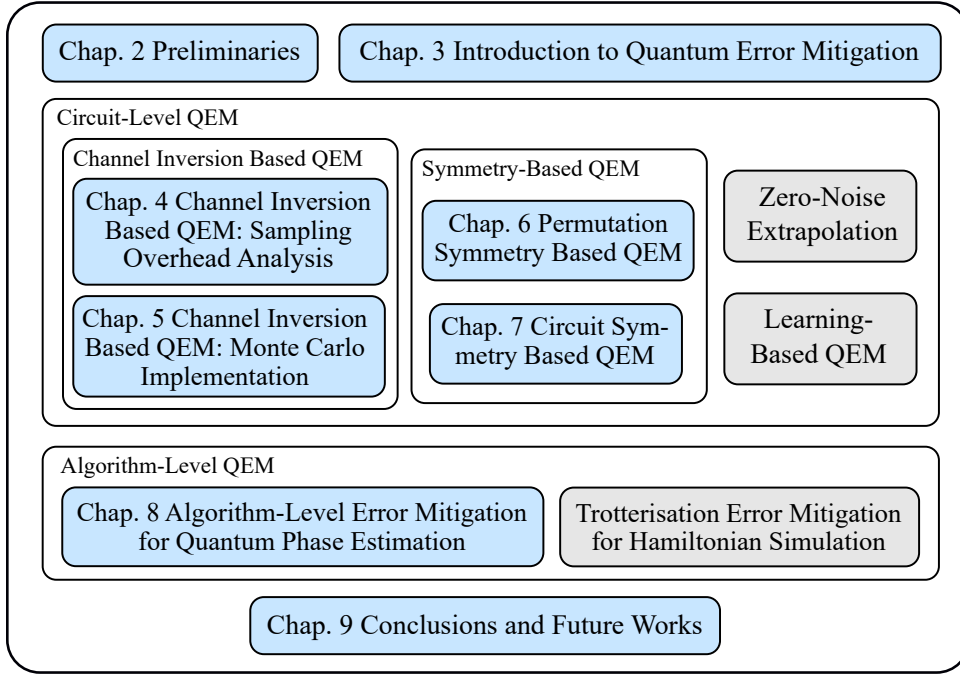 Chap. 2 Preliminaries
Chap. 3 Introduction to Quantum Error Mitigation
Circuit-Level QEM
Channel Inversion Based QEM
Chap. 4 Channel Inversion
Based QEM: Sampling
Overhead Analysis
Chap. 5 Channel Inversion
Based QEM: Monte Carlo
Implementation
Symmetry-Based QEM
Chap. 6 Permutation
Symmetry Based QEM
Chap. 7 Circuit Sym-
metry Based QEM
Zero-Noise
Extrapolation
Learning-
Based QEM
Algorithm-Level QEM
Chap. 8 Algorithm-Level Error Mitigation
for Quantum Phase Estimation
Trotterisation Error Mitigation
for Hamiltonian Simulation
Chap. 9 Conclusions and Future Works